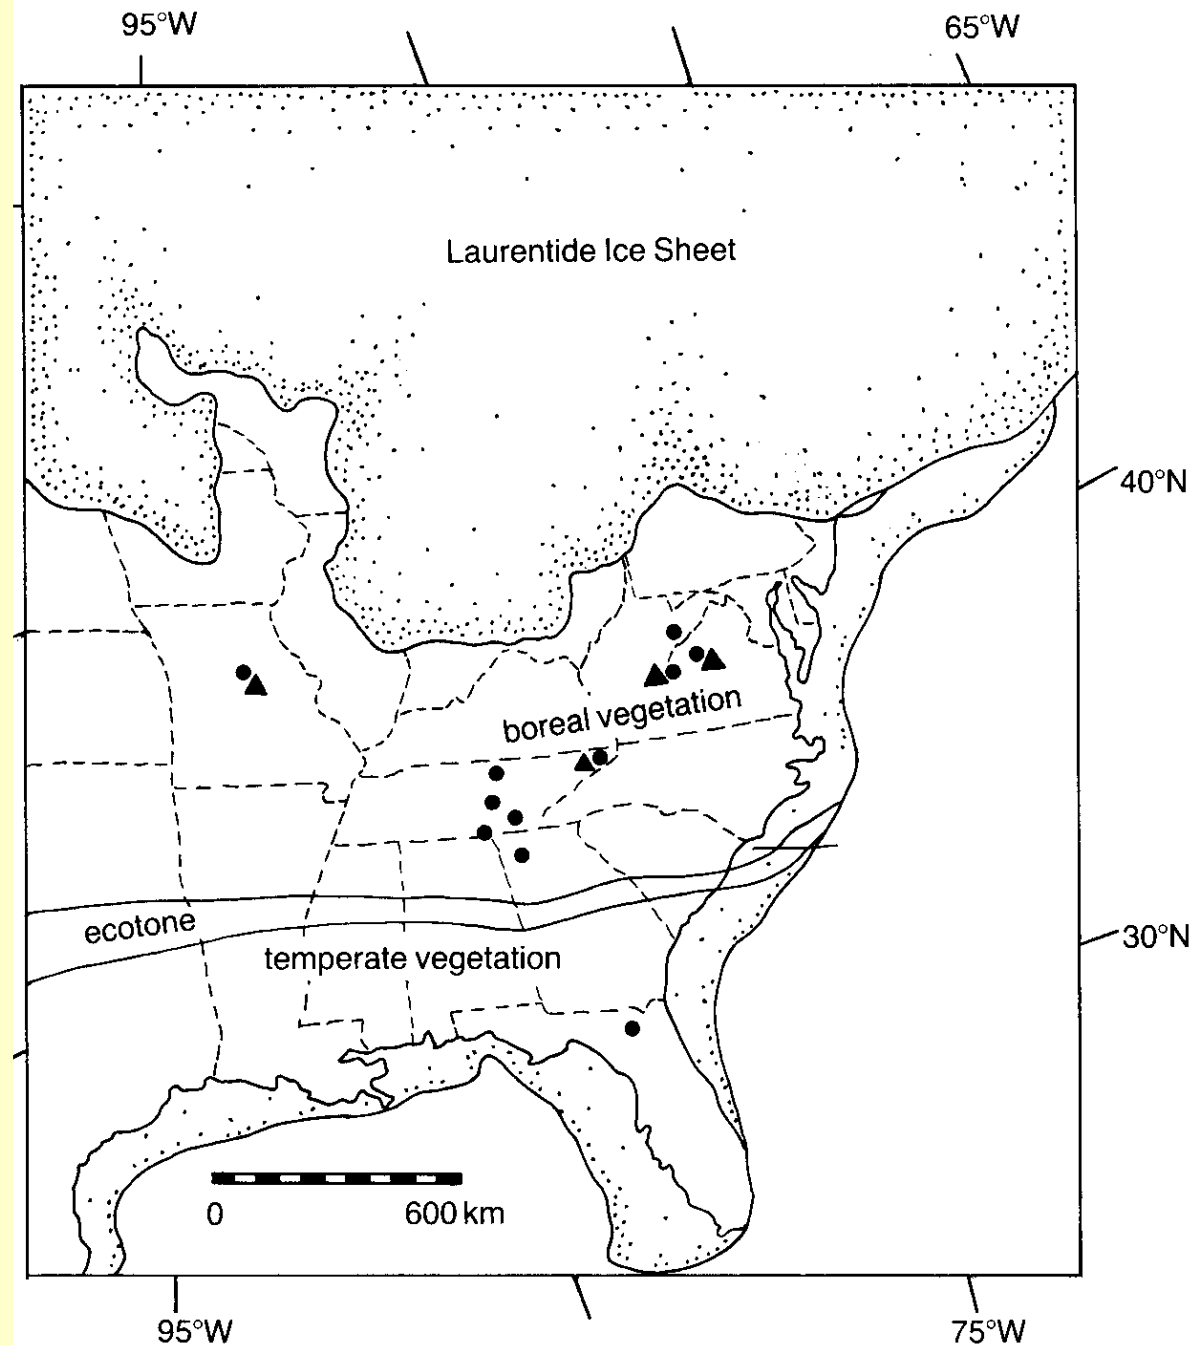 95°W
65°W
Laurentide Ice Sheet
40°N
boreal vegetation
ecotone
30°N
temperate vegetation
0
600 km
95°W
75°W